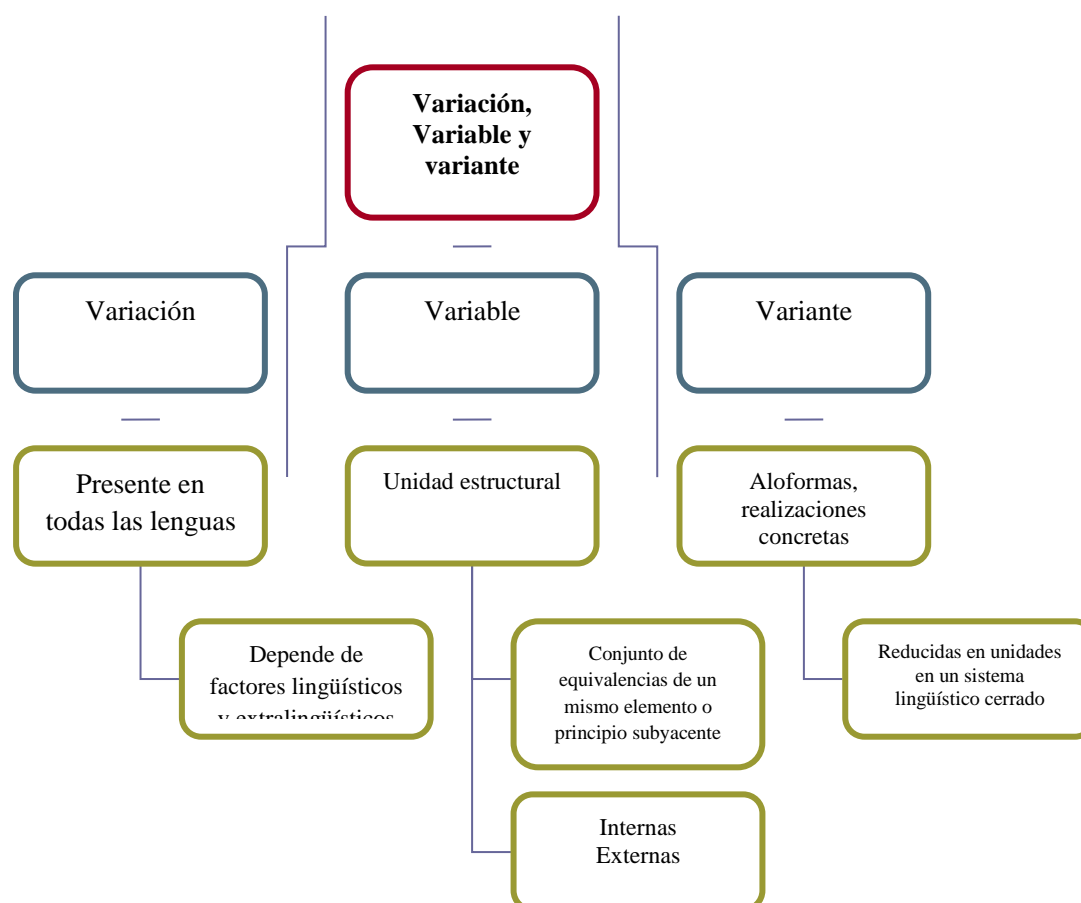 Variación,
Variable y
variante
Variación
Variable
Variante
Presente en
todas las lenguas
Unidad estructural
Aloformas,
realizaciones
concretas
Depende de
factores lingüísticos
y extralingüísticos
Conjunto de
equivalencias de un
mismo elemento o
principio subyacente
Reducidas en unidades
en un sistema
lingüístico cerrado
Internas
Externas